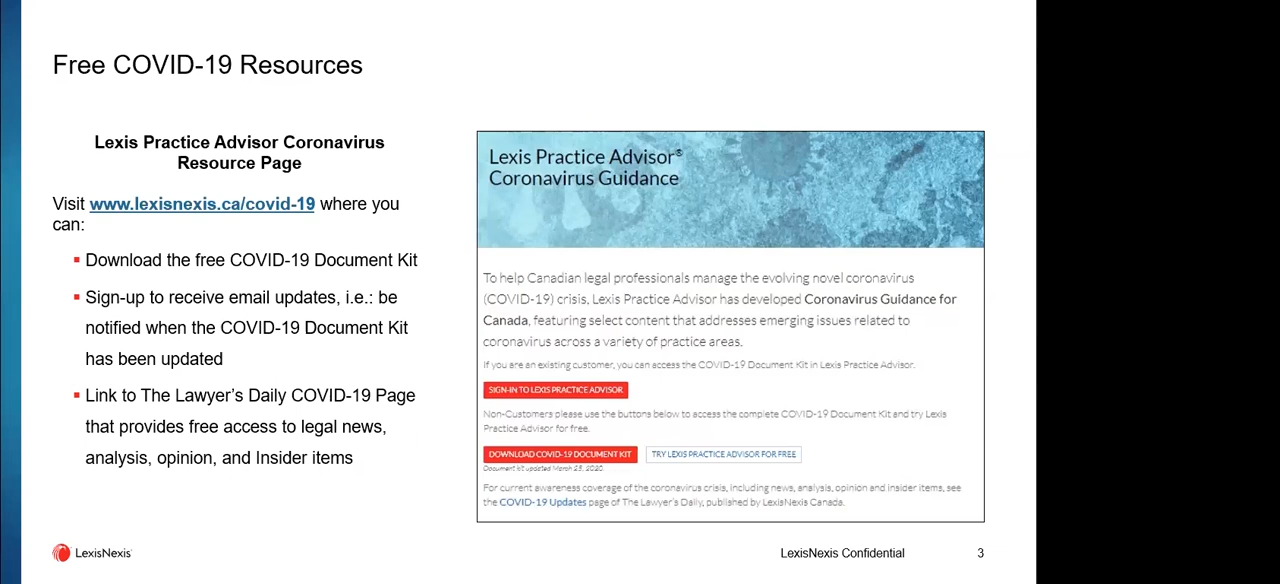 Free COVID-19 Resources
Lexis Practice Advisor Coronavirus
Resource Page
Visit www.lexisnexis.ca/covid-19 where you
can:
▪ Download the free COVID-19 Document Kit
▪ Sign-up to receive email updates, i.e.: be
notified when the COVID-19 Document Kit
has been updated
▪ Link to The Lawyer's Daily COVID-19 Page
that provides free access to legal news,
analysis, opinion, and Insider items
Lexis Practice Advisor®
Coronavirus Guidance
To help Canadian legal professionals manage the evolving novel coronavirus
(COVID-19) crisis, Lexis Practice Advisor has developed Coronavirus Guidance for
Canada, featuring select content that addresses emerging issues related to
coronavirus across a variety of practice areas.
If you are an existing customer, you can access the COVID-19 Document Kit in Lexis Practice Advisor.
SIGN-IN TO LEXIS PRACTICE ADVISOR
Non-Customers please use the buttons below to access the complete COVID-19 Document Kit and try Lexis
Practice Advisor for free.
DOWNLOAD COVID-19 DOCUMENT KIT TRY LEXIS PRACTICE ADVISOR FOR FREE
Document kit updated March 25, 2020.
For current awareness coverage of the coronavirus crisis, including news, analysis, opinion and insider items, see
the COVID-19 Updates page of The Lawyer's Daily, published by LexisNexis Canada.
LexisNexis®
LexisNexis Confidential
3